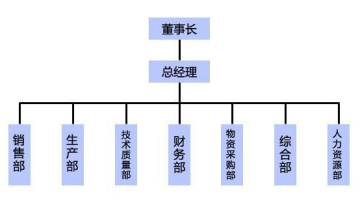 董事长
总经理
销售部
生产部
技术质量部
财务部
物资采购部
综合部
人力资源部